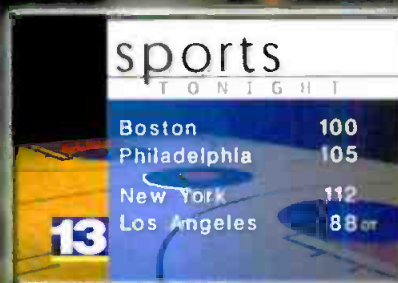 sports
TONIGHT
Boston 100
Philadelphia 105
New York 112
Los Angeles 88 OT
13